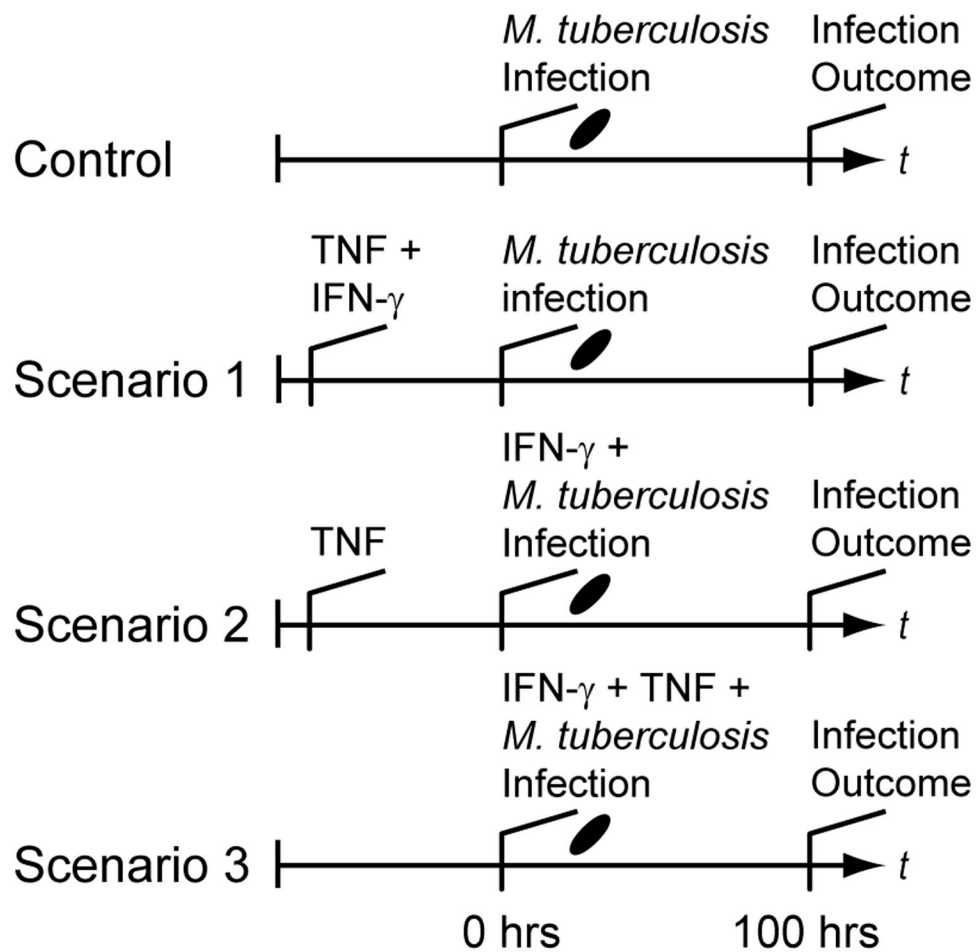 M. tuberculosis
Infection
Infection
Outcome
Control
t
TNF +
IFN-γ
M. tuberculosis
infection
Infection
Outcome
Scenario 1
t
IFN-γ +
M. tuberculosis
Infection
Infection
Outcome
TNF
Scenario 2
t
IFN-γ + TNF +
M. tuberculosis
Infection
Infection
Outcome
Scenario 3
t
0 hrs
100 hrs